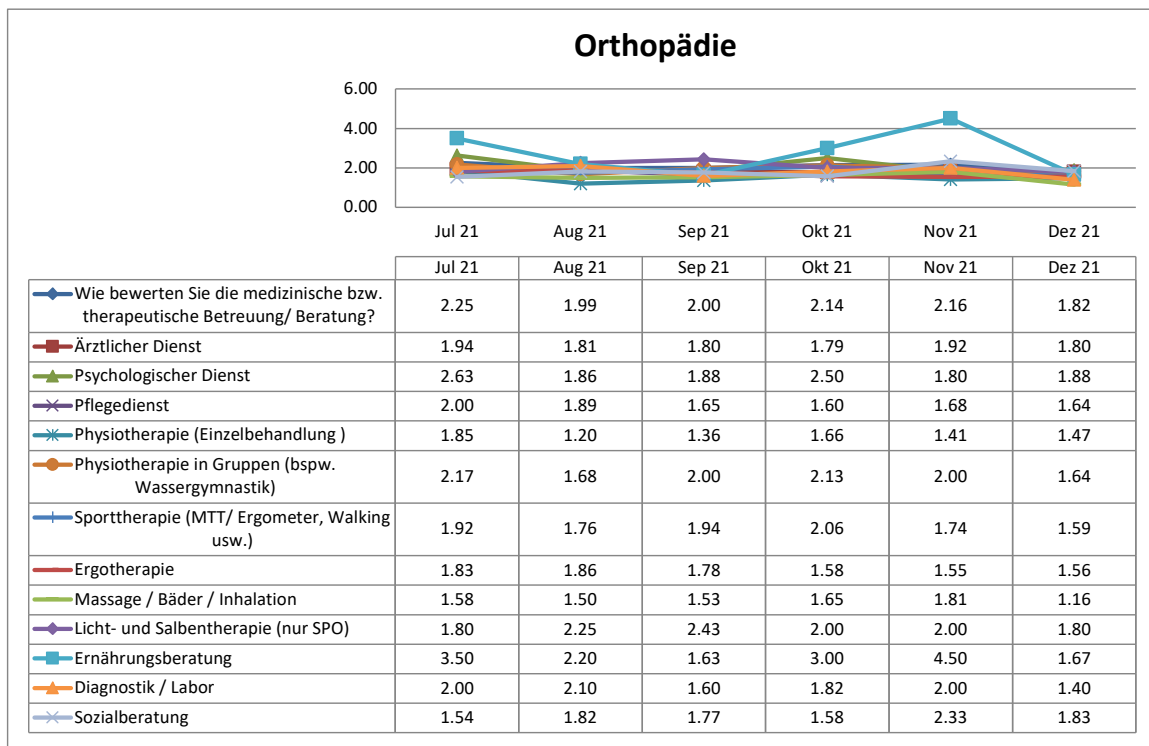 Orthopädie
6.00
4.00
2.00
0.00
Jul 21 Aug 21 Sep 21 Okt 21 Nov 21 Dez 21
Jul 21 Aug 21 Sep 21 Okt 21 Nov 21 Dez 21
Wie bewerten Sie die medizinische bzw.
therapeutische Betreuung/ Beratung? 2.25 1.99 2.00 2.14 2.16 1.82
Ärztlicher Dienst 1.94 1.81 1.80 1.79 1.92 1.80
Psychologischer Dienst 2.63 1.86 1.88 2.50 1.80 1.88
Pflegedienst 2.00 1.89 1.65 1.60 1.68 1.64
Physiotherapie (Einzelbehandlung ) 1.85 1.20 1.36 1.66 1.41 1.47
Physiotherapie in Gruppen (bspw.
Wassergymnastik) 2.17 1.68 2.00 2.13 2.00 1.64
Sporttherapie (MTT/ Ergometer, Walking
usw.) 1.92 1.76 1.94 2.06 1.74 1.59
Ergotherapie 1.83 1.86 1.78 1.58 1.55 1.56
Massage / Bäder / Inhalation 1.58 1.50 1.53 1.65 1.81 1.16
Licht- und Salbentherapie (nur SPO) 1.80 2.25 2.43 2.00 2.00 1.80
Ernährungsberatung 3.50 2.20 1.63 3.00 4.50 1.67
Diagnostik / Labor 2.00 2.10 1.60 1.82 2.00 1.40
Sozialberatung 1.54 1.82 1.77 1.58 2.33 1.83